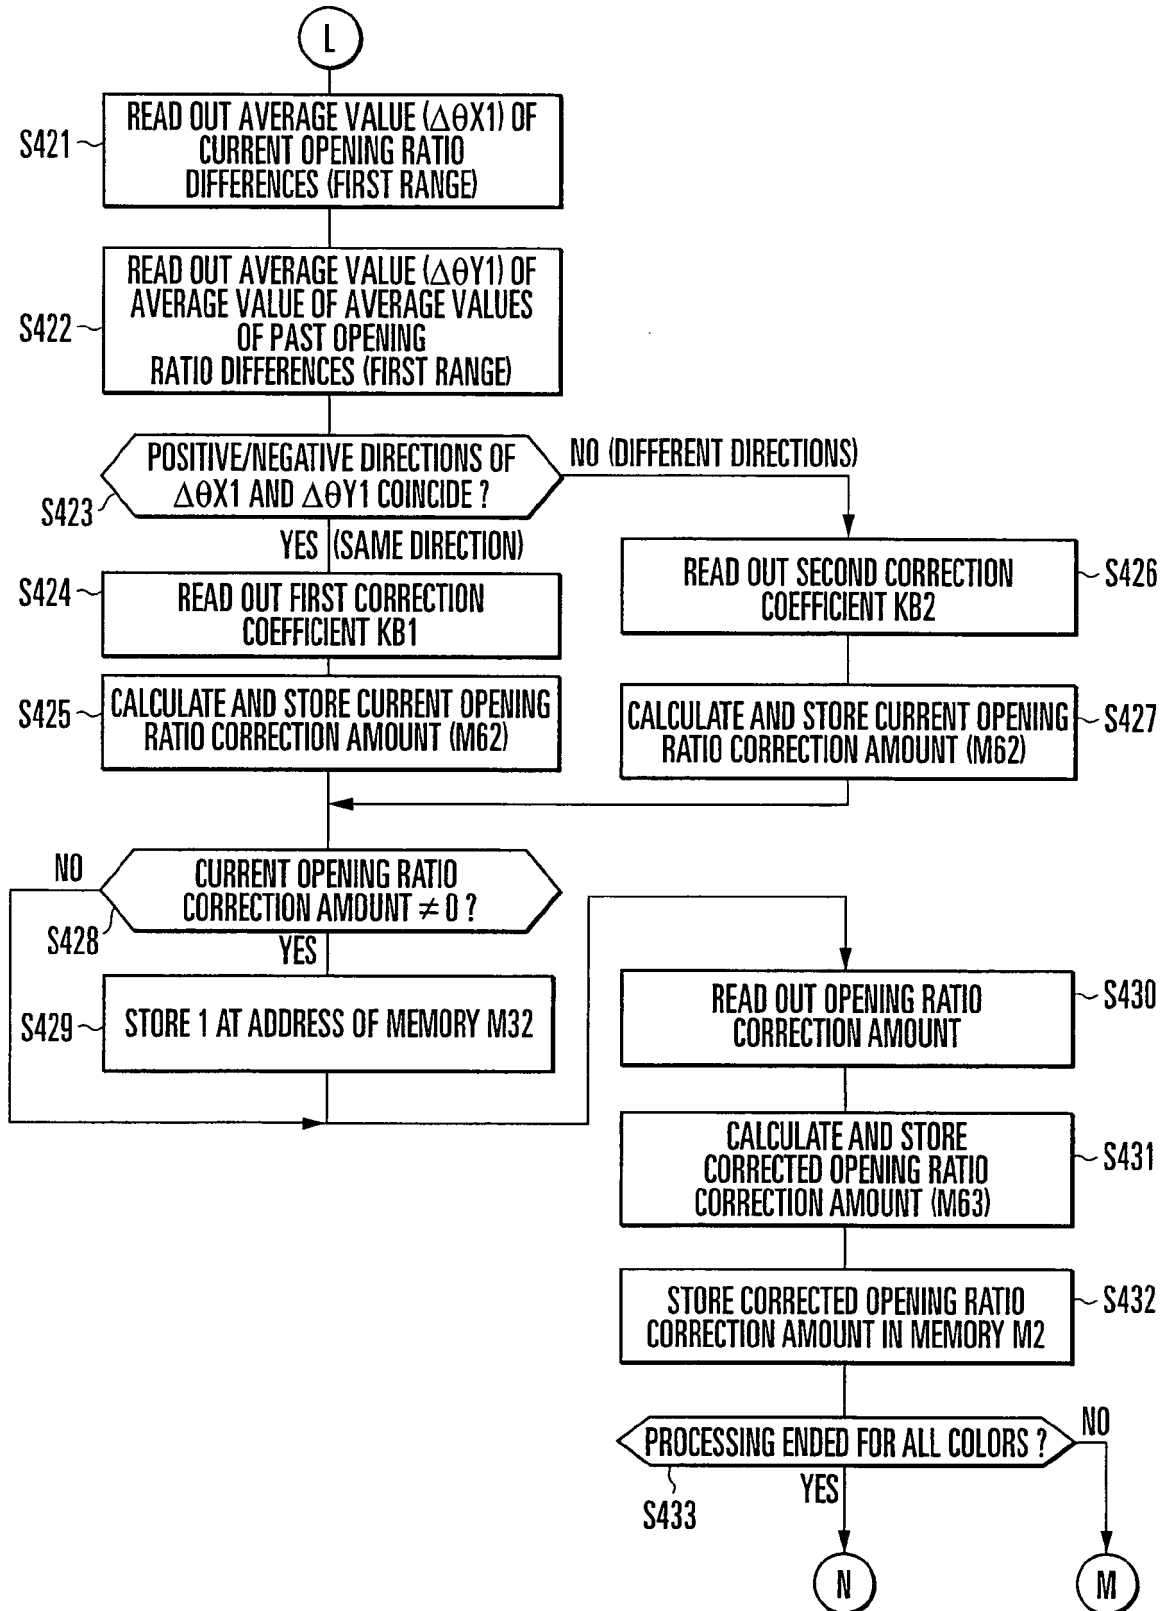 L
S421
READ OUT AVERAGE VALUE (ΔθX1) OF
CURRENT OPENING RATIO
DIFFERENCES (FIRST RANGE)
S422
READ OUT AVERAGE VALUE (ΔθY1) OF
AVERAGE VALUE OF AVERAGE VALUES
OF PAST OPENING
RATIO DIFFERENCES (FIRST RANGE)
S423
POSITIVE/NEGATIVE DIRECTIONS OF
ΔθX1 AND ΔθY1 COINCIDE ?
NO (DIFFERENT DIRECTIONS)
YES (SAME DIRECTION)
S424
READ OUT FIRST CORRECTION
COEFFICIENT KB1
S425
CALCULATE AND STORE CURRENT OPENING
RATIO CORRECTION AMOUNT (M62)
READ OUT SECOND CORRECTION
COEFFICIENT KB2
S426
CALCULATE AND STORE CURRENT OPENING
RATIO CORRECTION AMOUNT (M62)
S427
NO
CURRENT OPENING RATIO
CORRECTION AMOUNT ≠ 0 ?
S428
YES
S429
STORE 1 AT ADDRESS OF MEMORY M32
READ OUT OPENING RATIO
CORRECTION AMOUNT
S430
CALCULATE AND STORE
CORRECTED OPENING RATIO
CORRECTION AMOUNT (M63)
S431
STORE CORRECTED OPENING RATIO
CORRECTION AMOUNT IN MEMORY M2
S432
PROCESSING ENDED FOR ALL COLORS ?
NO
S433
YES
N
M